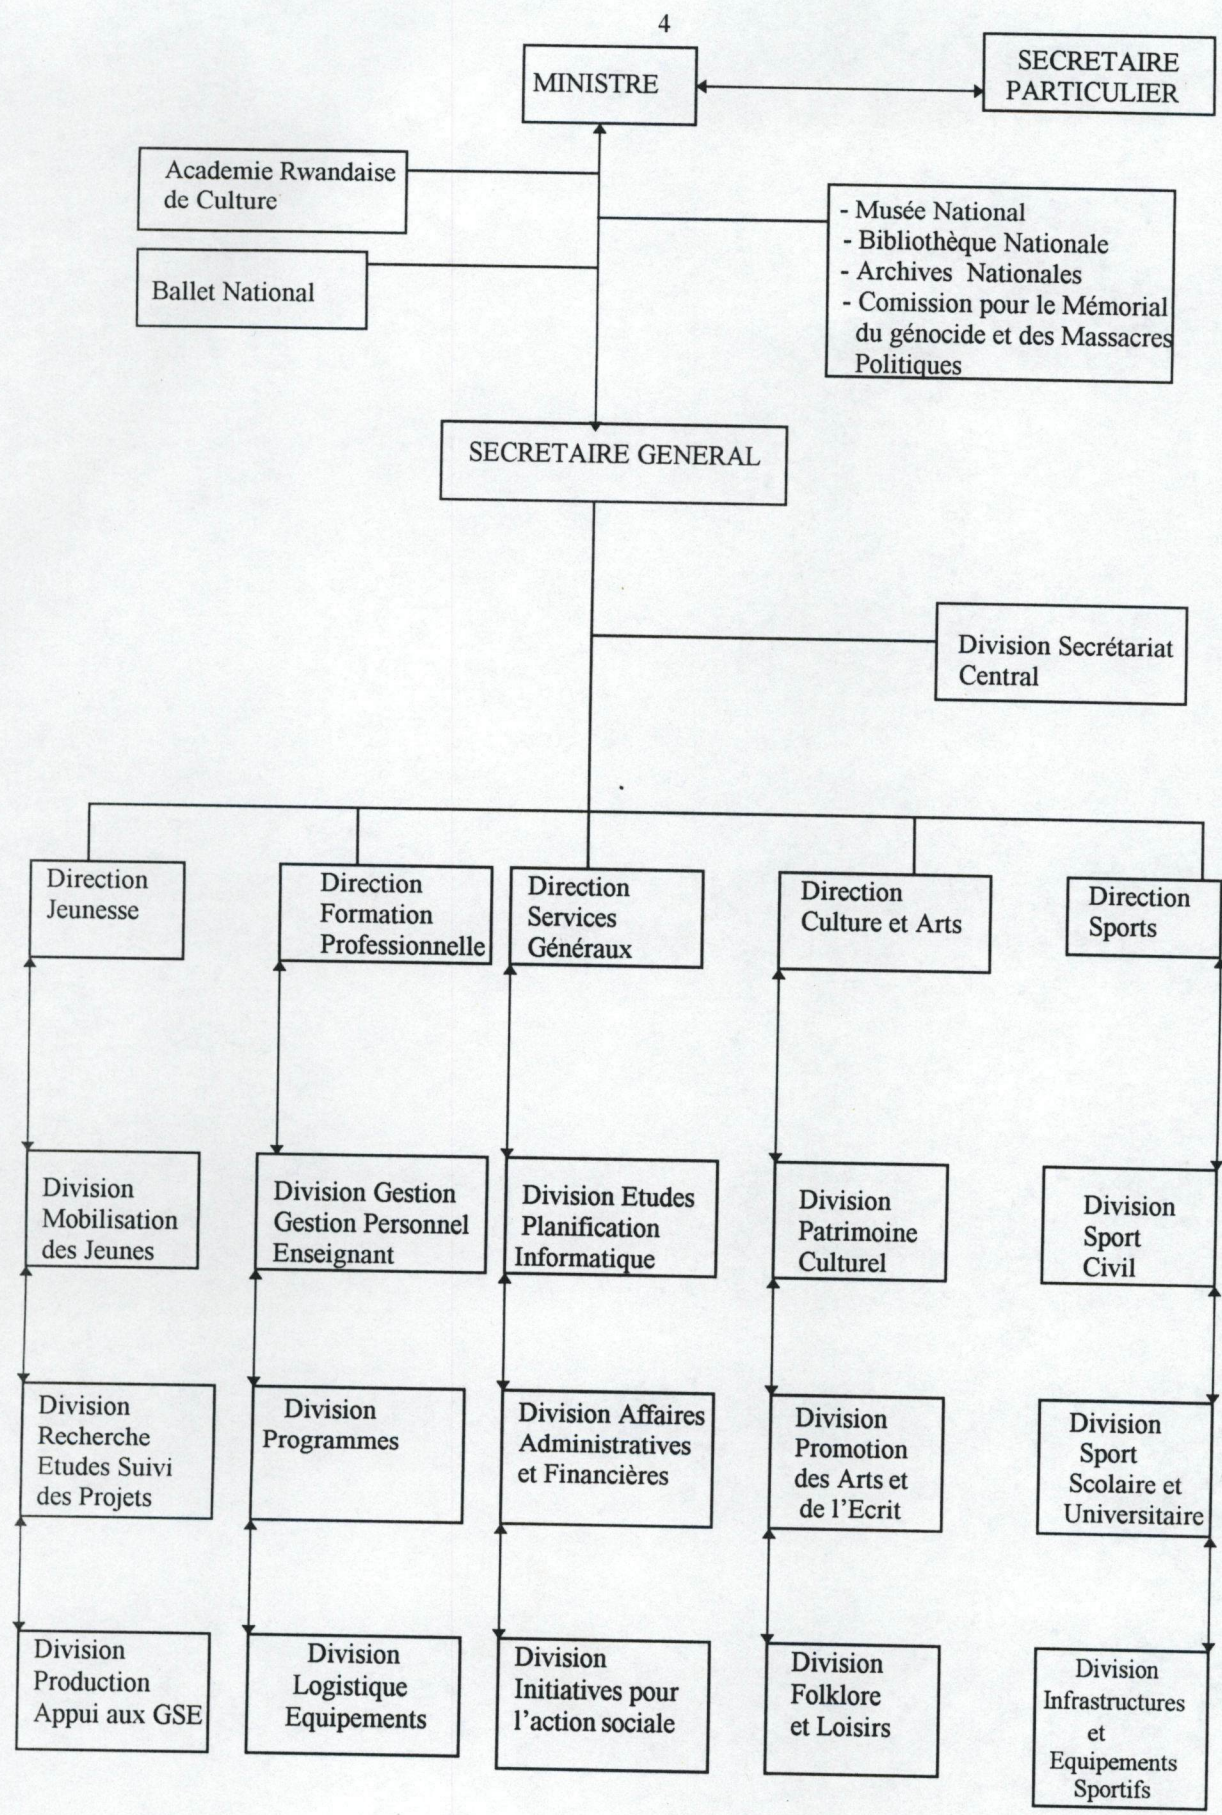 4
MINISTRE
SECRETAIRE
PARTICULIER
Academie Rwandaise
de Culture
- Musée National
- Bibliothèque Nationale
- Archives Nationales
- Comission pour le Mémorial
du génocide et des Massacres
Politiques
Ballet National
SECRETAIRE GENERAL
Division Secrétariat
Central
Direction
Jeunesse
Direction
Formation
Professionnelle
Direction
Services
Généraux
Direction
Culture et Arts
Direction
Sports
Division
Mobilisation
des Jeunes
Division Gestion
Gestion Personnel
Enseignant
Division Etudes
Planification
Informatique
Division
Patrimoine
Culturel
Division
Sport
Civil
Division
Recherche
Etudes Suivi
des Projets
Division
Programmes
Division Affaires
Administratives
et Financières
Division
Promotion
des Arts et
de l'Ecrit
Division
Sport
Scolaire et
Universitaire
Division
Production
Appui aux GSE
Division
Logistique
Equipements
Division
Initiatives pour
l'action sociale
Division
Folklore
et Loisirs
Division
Infrastructures
et
Equipements
Sportifs